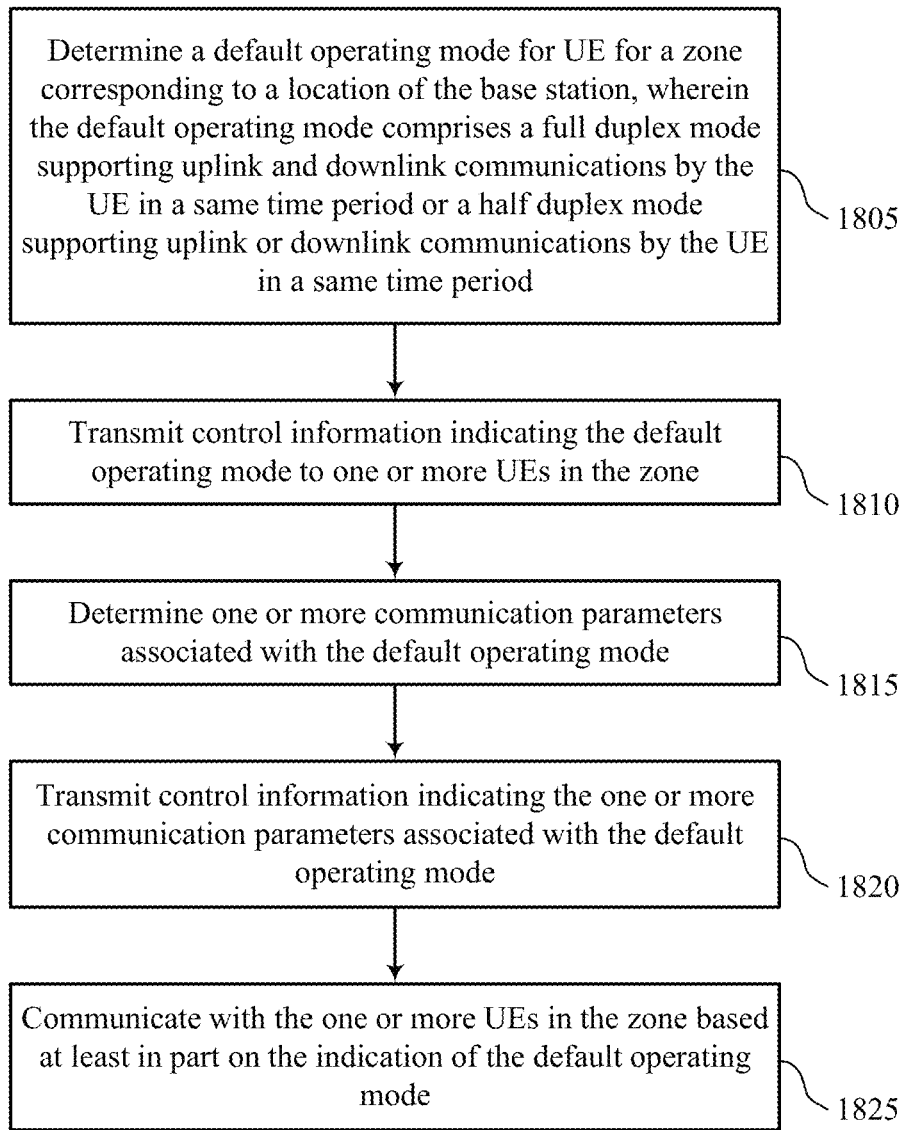 Determine a default operating mode for UE for a zone
corresponding to a location of the base station, wherein
the default operating mode comprises a full duplex mode
supporting uplink and downlink communications by the
UE in a same time period or a half duplex mode
supporting uplink or downlink communications by the UE
in a same time period
1805
Transmit control information indicating the default
operating mode to one or more UEs in the zone
1810
Determine one or more communication parameters
associated with the default operating mode
1815
Transmit control information indicating the one or more
communication parameters associated with the default
operating mode
1820
Communicate with the one or more UEs in the zone based
at least in part on the indication of the default operating
mode
1825